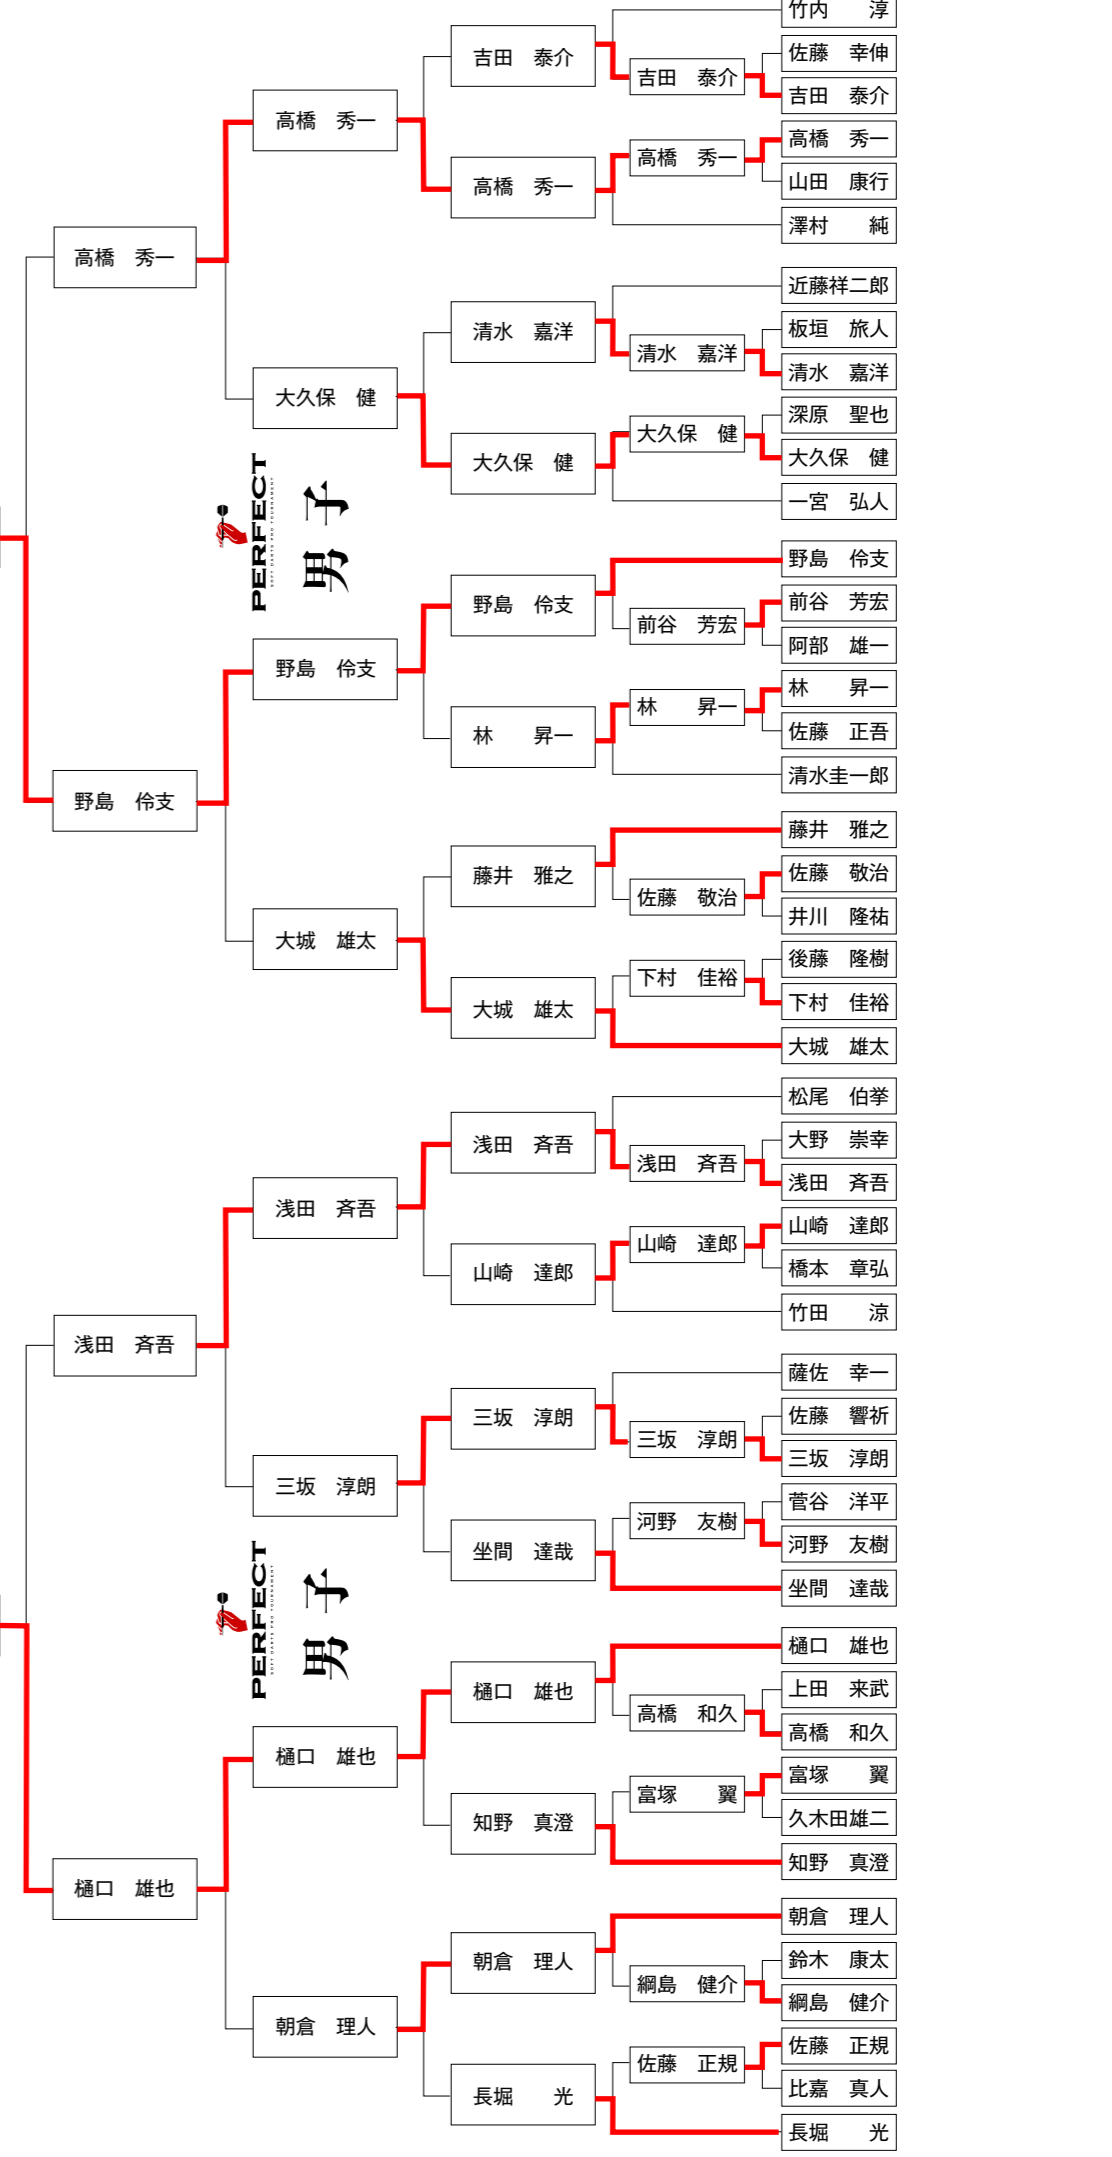 竹内　　淳
佐藤　幸伸
吉田　泰介
高橋　秀一
山田　康行
澤村　　純
近藤祥二郎
板垣　旅人
清水　嘉洋
深原　聖也
大久保　健
一宮　弘人
野島　伶支
前谷　芳宏
阿部　雄一
林　　昇一
佐藤　正吾
清水圭一郎
藤井　雅之
佐藤　敬治
井川　隆祐
後藤　隆樹
下村　佳裕
大城　雄太
松尾　伯挙
大野　崇幸
浅田　斉吾
山崎　達郎
橋本　章弘
竹田　　涼
薩佐　幸一
佐藤　響祈
三坂　淳朗
菅谷　洋平
河野　友樹
坐間　達哉
樋口　雄也
上田　来武
高橋　和久
富塚　　翼
久木田雄二
知野　真澄
朝倉　理人
鈴木　康太
綱島　健介
佐藤　正規
比嘉　真人
長堀　　光
吉田　泰介
高橋　秀一
清水　嘉洋
大久保　健
前谷　芳宏
林　　昇一
佐藤　敬治
下村　佳裕
浅田　斉吾
山崎　達郎
三坂　淳朗
河野　友樹
高橋　和久
富塚　　翼
綱島　健介
佐藤　正規
吉田　泰介
高橋　秀一
清水　嘉洋
大久保　健
野島　伶支
林　　昇一
藤井　雅之
大城　雄太
浅田　斉吾
山崎　達郎
三坂　淳朗
坐間　達哉
樋口　雄也
知野　真澄
朝倉　理人
長堀　　光
高橋　秀一
大久保　健
野島　伶支
大城　雄太
浅田　斉吾
三坂　淳朗
樋口　雄也
朝倉　理人
高橋　秀一
野島　伶支
浅田　斉吾
樋口　雄也
PERFECT
SOFT DARTS PRO TOURNAMENT
男子
PERFECT
SOFT DARTS PRO TOURNAMENT
男子